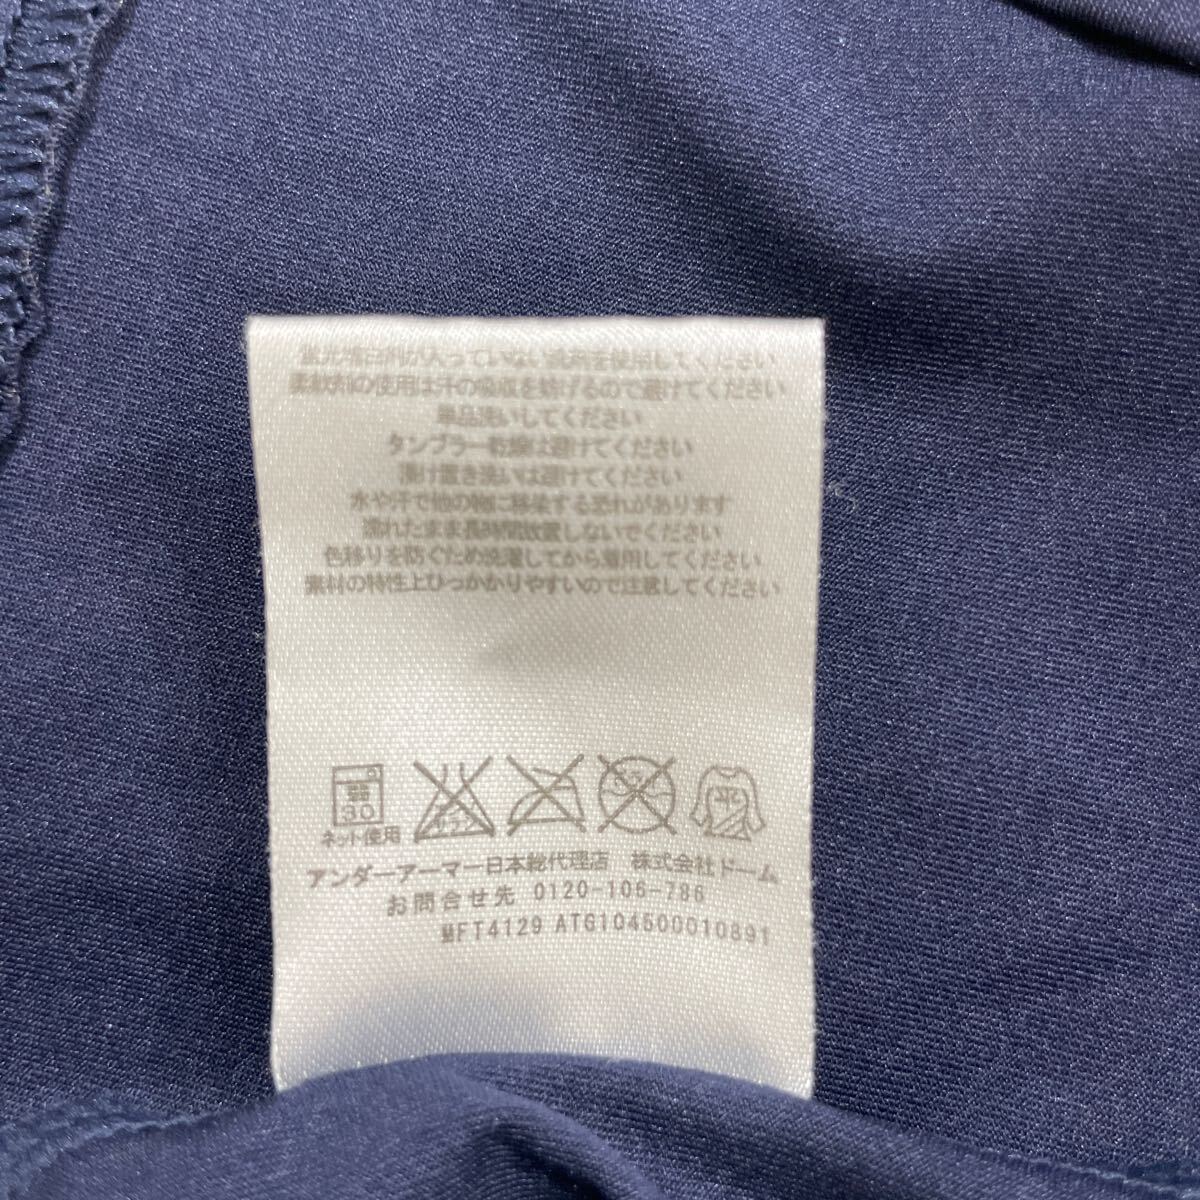 蛍光増白剤が入っていない洗剤を使用してください
柔軟剤の使用は汗の吸収を妨げるので避けてください
単品洗いしてください
タンブラー乾燥は避けてください
漬け置き洗いは避けてください
水や汗で他の物に移染する恐れがあります
濡れたまま長時間放置しないでください
色移りを防ぐため洗濯してから着用してください
素材の特性上ひっかかりやすいので注意してください
30
ネット使用
エンソ
ドライ
平
アンダーアーマー日本総代理店 株式会社ドーム
お問合せ先 0120-106-786
MFT4129 ATG104500010891